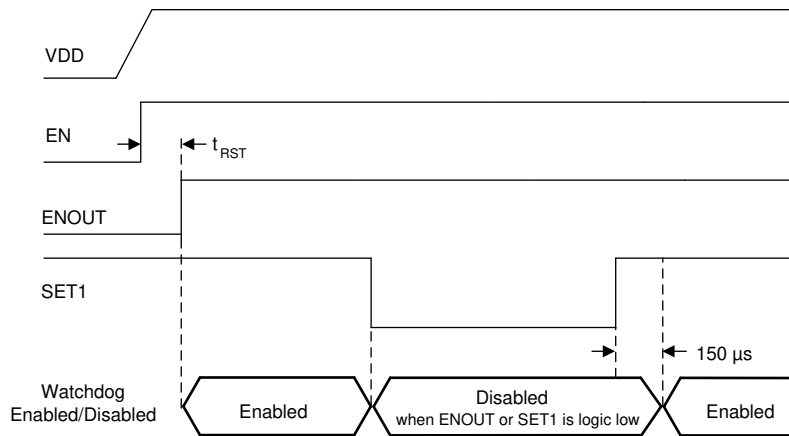 VDD
EN
t RST
ENOUT
SET1
150 µs
Watchdog
Enabled/Disabled
Enabled
Disabled
when ENOUT or SET1 is logic low
Enabled